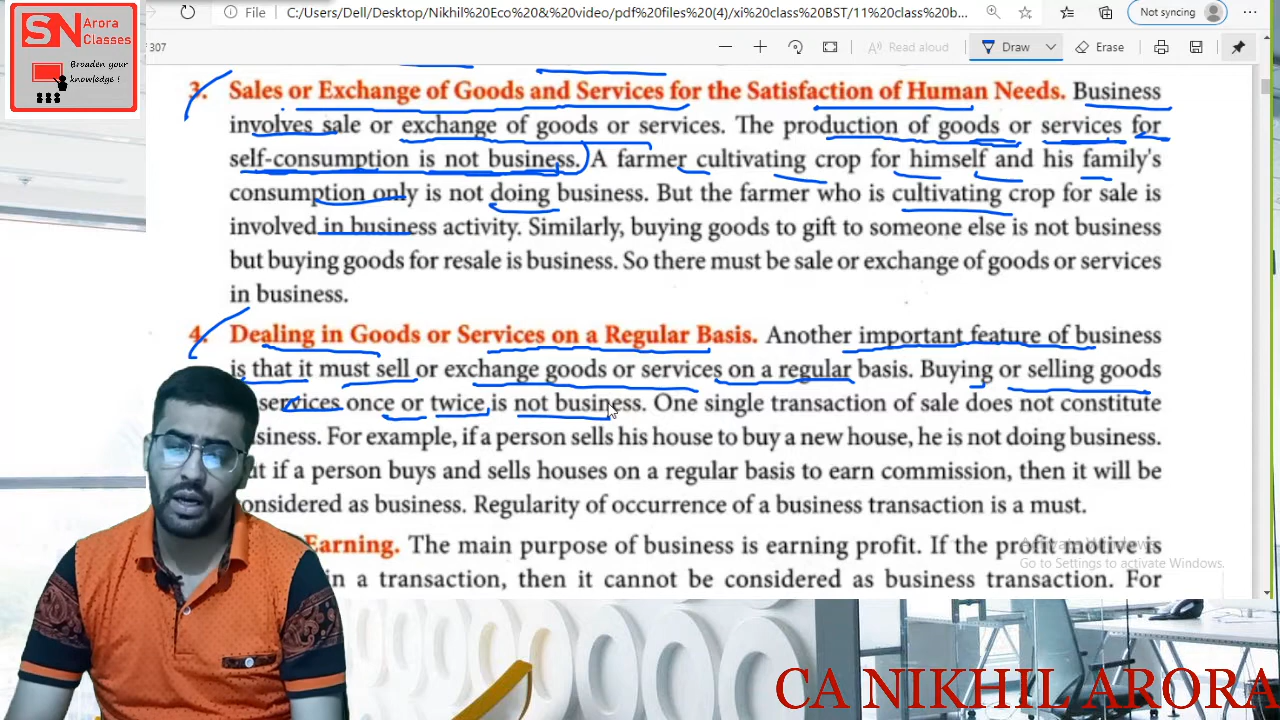 SN Arora Classes
Broaden your knowledge !
File
C:/Users/Dell/Desktop/Nikhil%20Eco%20&%20video/pdf%20files%20(4)/xi%20class%20BST/11%20class%20b...
Not syncing
307
Read aloud
Draw
Erase
3. Sales or Exchange of Goods and Services for the Satisfaction of Human Needs. Business
involves sale or exchange of goods or services. The production of goods or services for
self-consumption is not business. A farmer cultivating crop for himself and his family's
consumption only is not doing business. But the farmer who is cultivating crop for sale is
involved in business activity. Similarly, buying goods to gift to someone else is not business
but buying goods for resale is business. So there must be sale or exchange of goods or services
in business.
4. Dealing in Goods or Services on a Regular Basis. Another important feature of business
is that it must sell or exchange goods or services on a regular basis. Buying or selling goods
services once or twice is not business. One single transaction of sale does not constitute
For example, if a person sells his house to buy a new house, he is not doing business.
if a person buys and sells houses on a regular basis to earn commission, then it will be
considered as business. Regularity of occurrence of a business transaction is a must.
Earning. The main purpose of business is earning profit. If the profit motive is
in a transaction, then it cannot be considered as business transaction. For
Activate Windows
Go to Settings to activate Windows.
CA NIKHIL ARORA